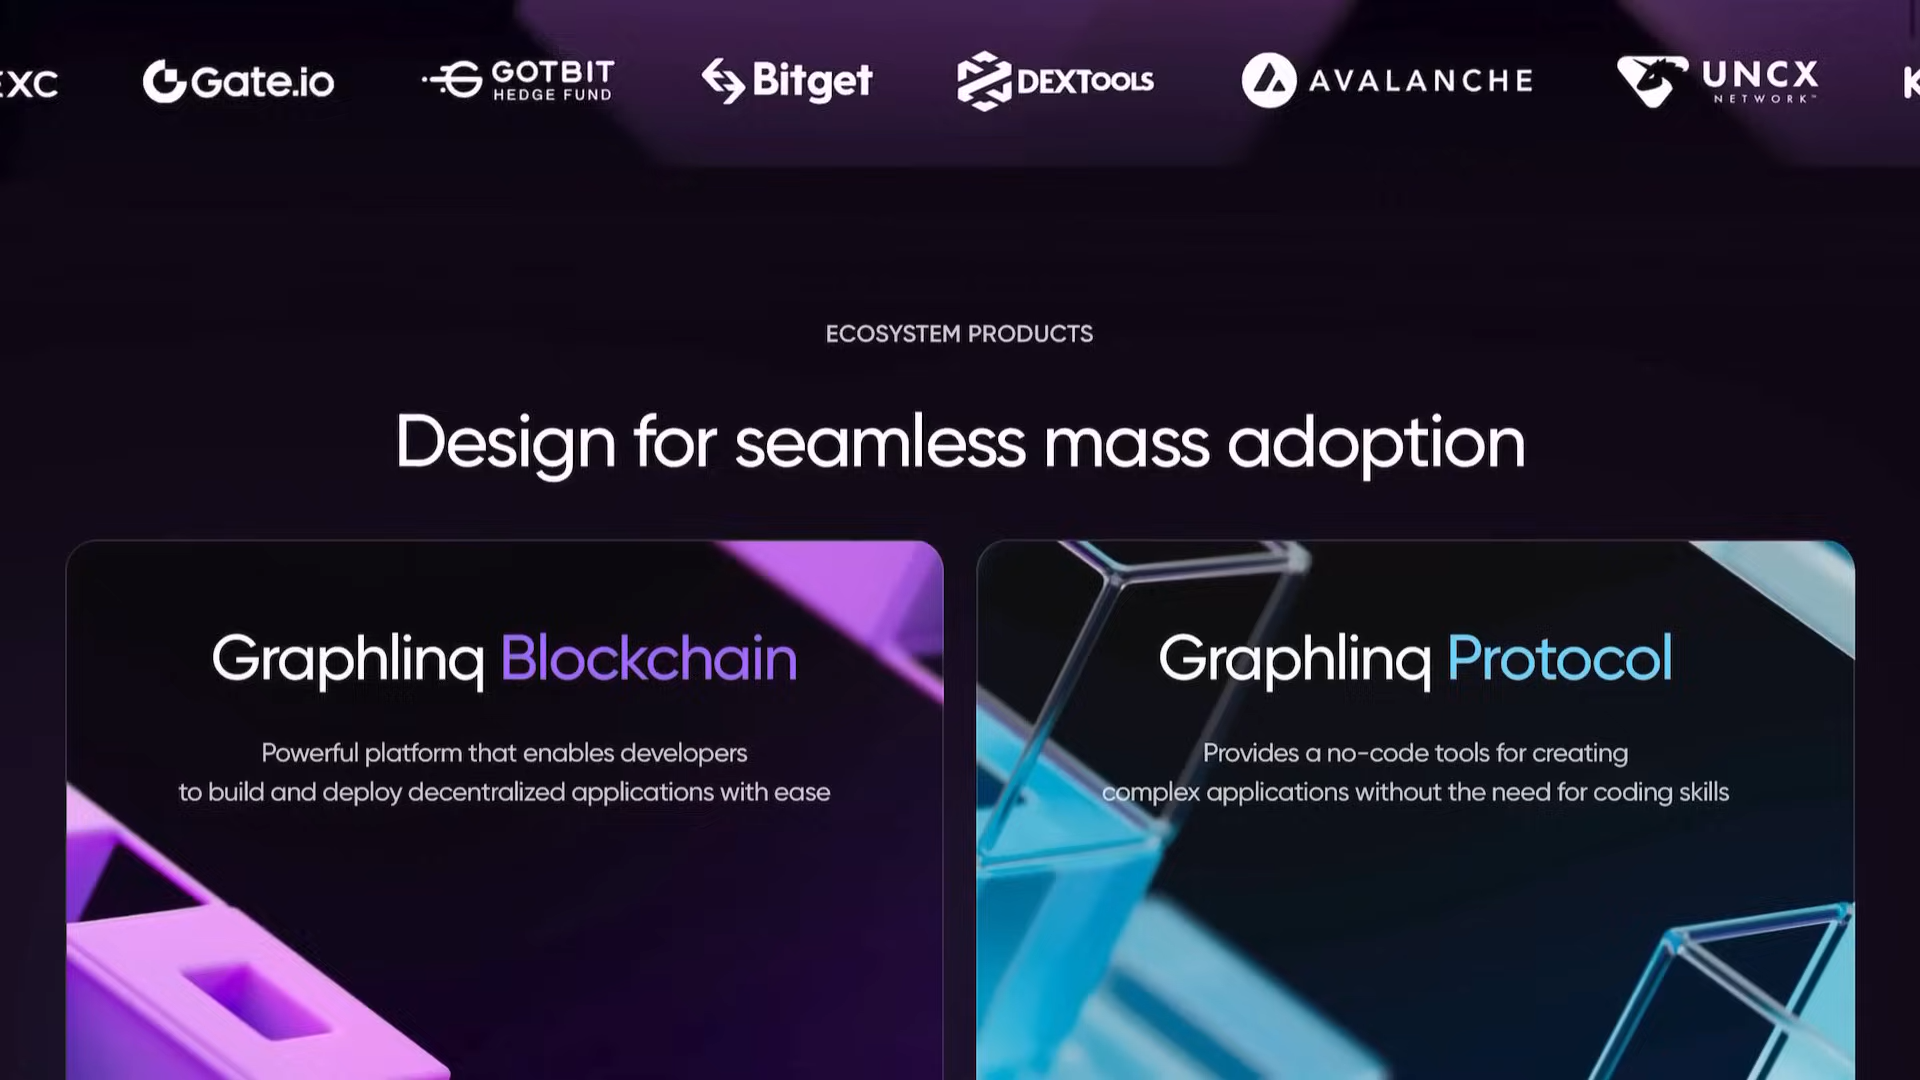 EXC
Gate.io
GOTBIT
HEDGE FUND
Bitget
DEXTOOLS
AVALANCHE
UNCX
NETWORK™
K
ECOSYSTEM PRODUCTS
Design for seamless mass adoption
Graphlinq Blockchain
Powerful platform that enables developers
to build and deploy decentralized applications with ease
Graphlinq Protocol
Provides a no-code tools for creating
complex applications without the need for coding skills